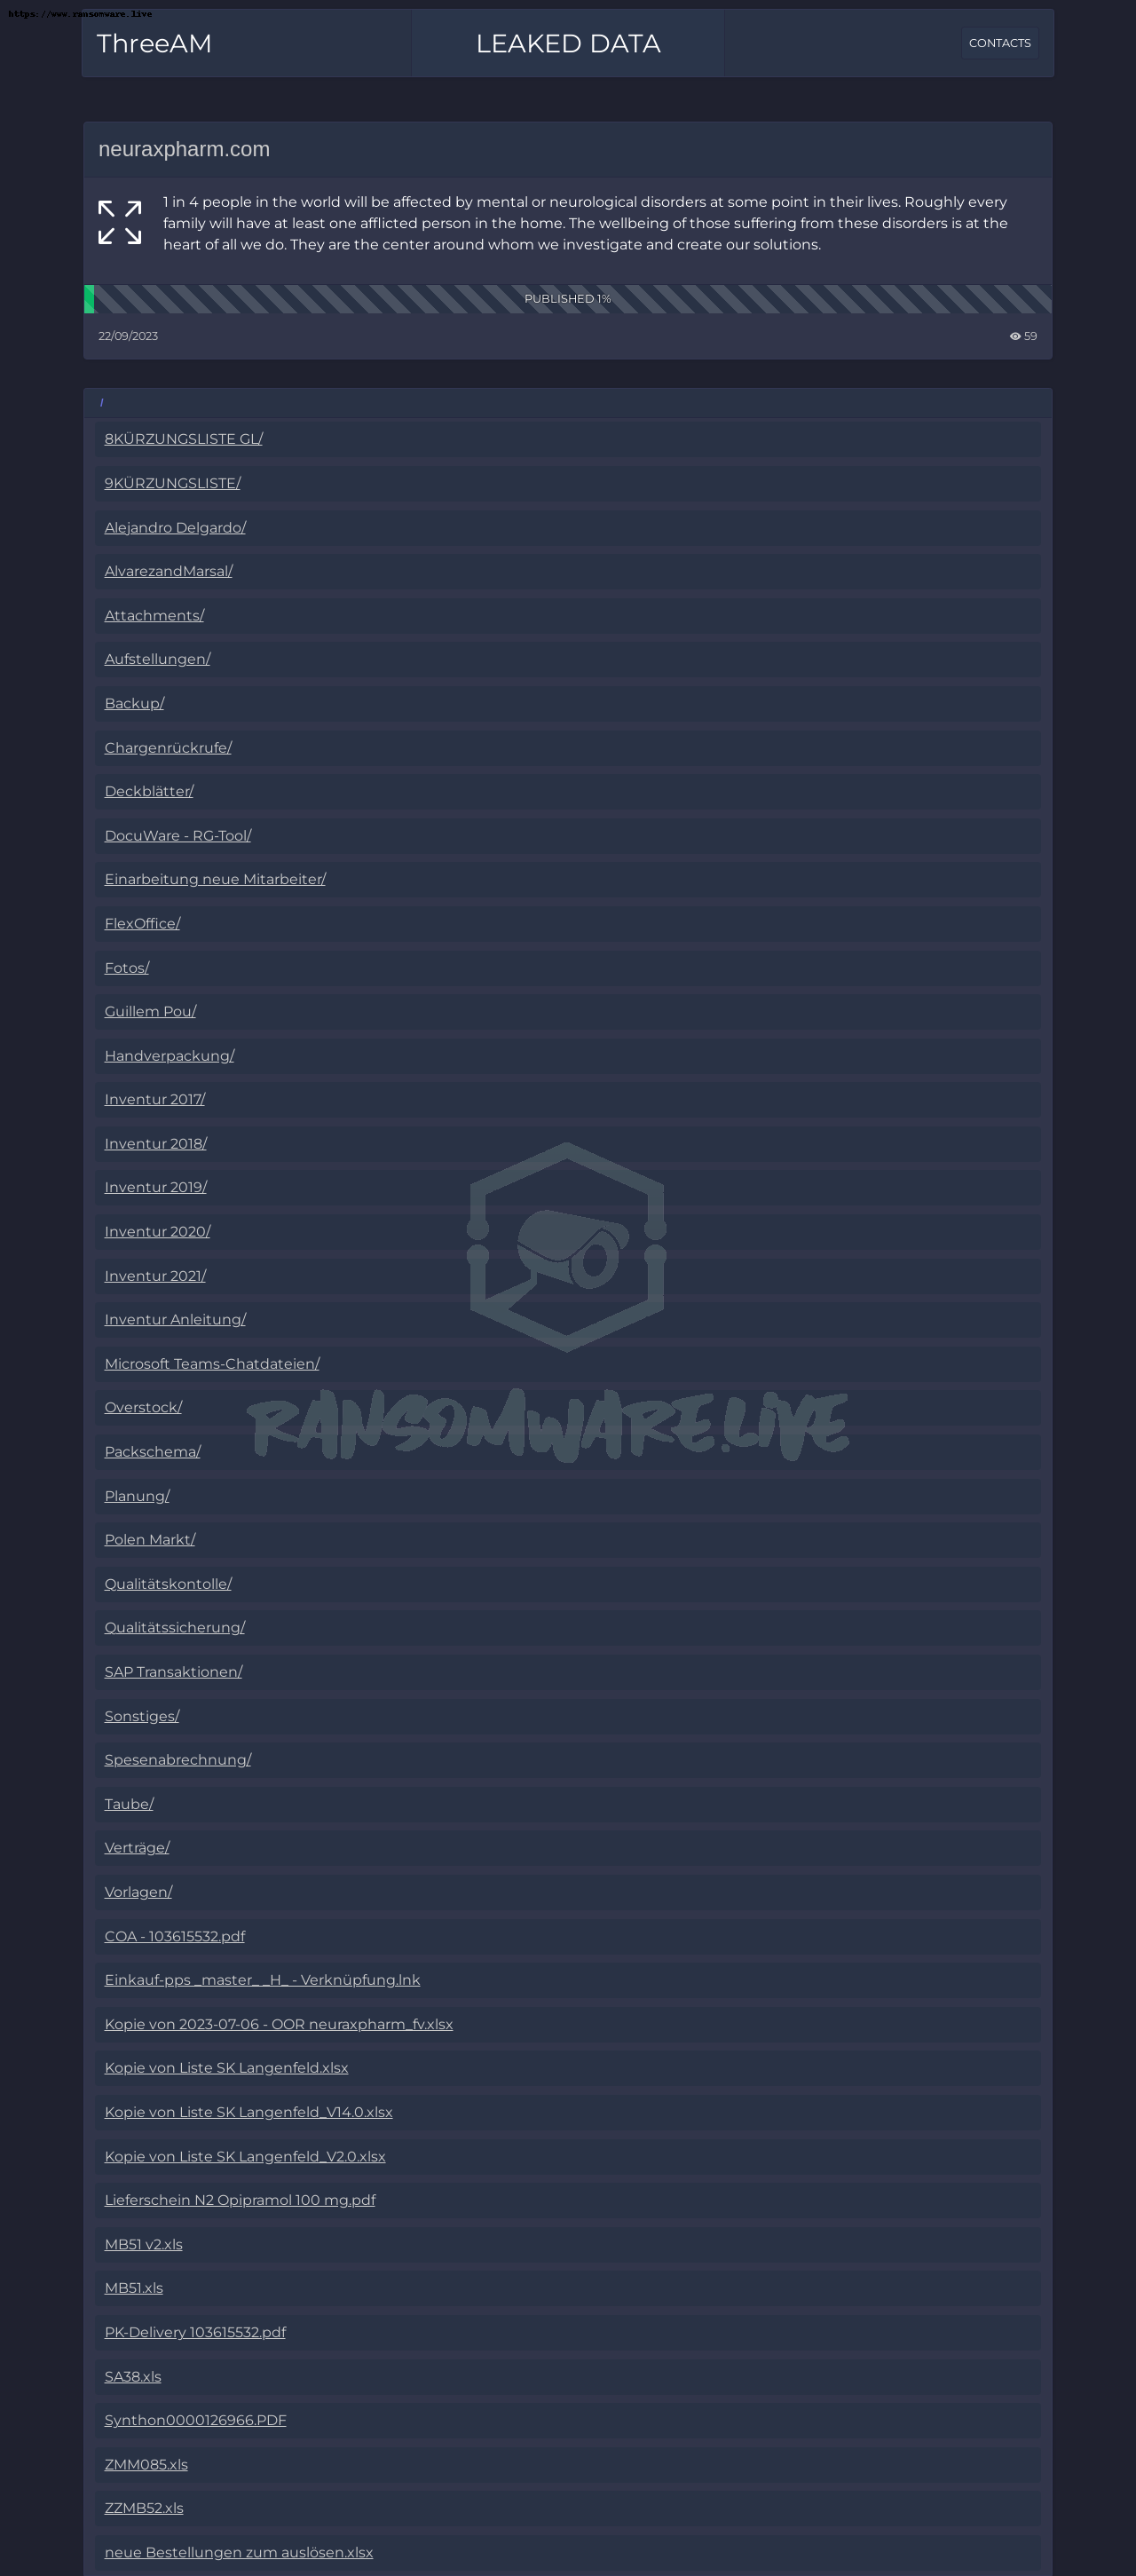 https://www.ransomware.live
ThreeAM
LEAKED DATA
CONTACTS
neuraxpharm.com
1 in 4 people in the world will be affected by mental or neurological disorders at some point in their lives. Roughly every
family will have at least one afflicted person in the home. The wellbeing of those suffering from these disorders is at the
heart of all we do. They are the center around whom we investigate and create our solutions.
PUBLISHED 1%
22/09/2023
59
/
8KÜRZUNGSLISTE GL/
9KÜRZUNGSLISTE/
Alejandro Delgardo/
AlvarezandMarsal/
Attachments/
Aufstellungen/
Backup/
Chargenrückrufe/
Deckblätter/
DocuWare - RG-Tool/
Einarbeitung neue Mitarbeiter/
FlexOffice/
Fotos/
Guillem Pou/
Handverpackung/
Inventur 2017/
Inventur 2018/
Inventur 2019/
Inventur 2020/
Inventur 2021/
Inventur Anleitung/
Microsoft Teams-Chatdateien/
Overstock/
RANSOMWARE.LIVE
Packschema/
Planung/
Polen Markt/
Qualitätskontolle/
Qualitätssicherung/
SAP Transaktionen/
Sonstiges/
Spesenabrechnung/
Taube/
Verträge/
Vorlagen/
COA - 103615532.pdf
Einkauf-pps _master_ _H_ - Verknüpfung.lnk
Kopie von 2023-07-06 - OOR neuraxpharm_fv.xlsx
Kopie von Liste SK Langenfeld.xlsx
Kopie von Liste SK Langenfeld_V14.0.xlsx
Kopie von Liste SK Langenfeld_V2.0.xlsx
Lieferschein N2 Opipramol 100 mg.pdf
MB51 v2.xls
MB51.xls
PK-Delivery 103615532.pdf
SA38.xls
Synthon0000126966.PDF
ZMM085.xls
ZZMB52.xls
neue Bestellungen zum auslösen.xlsx